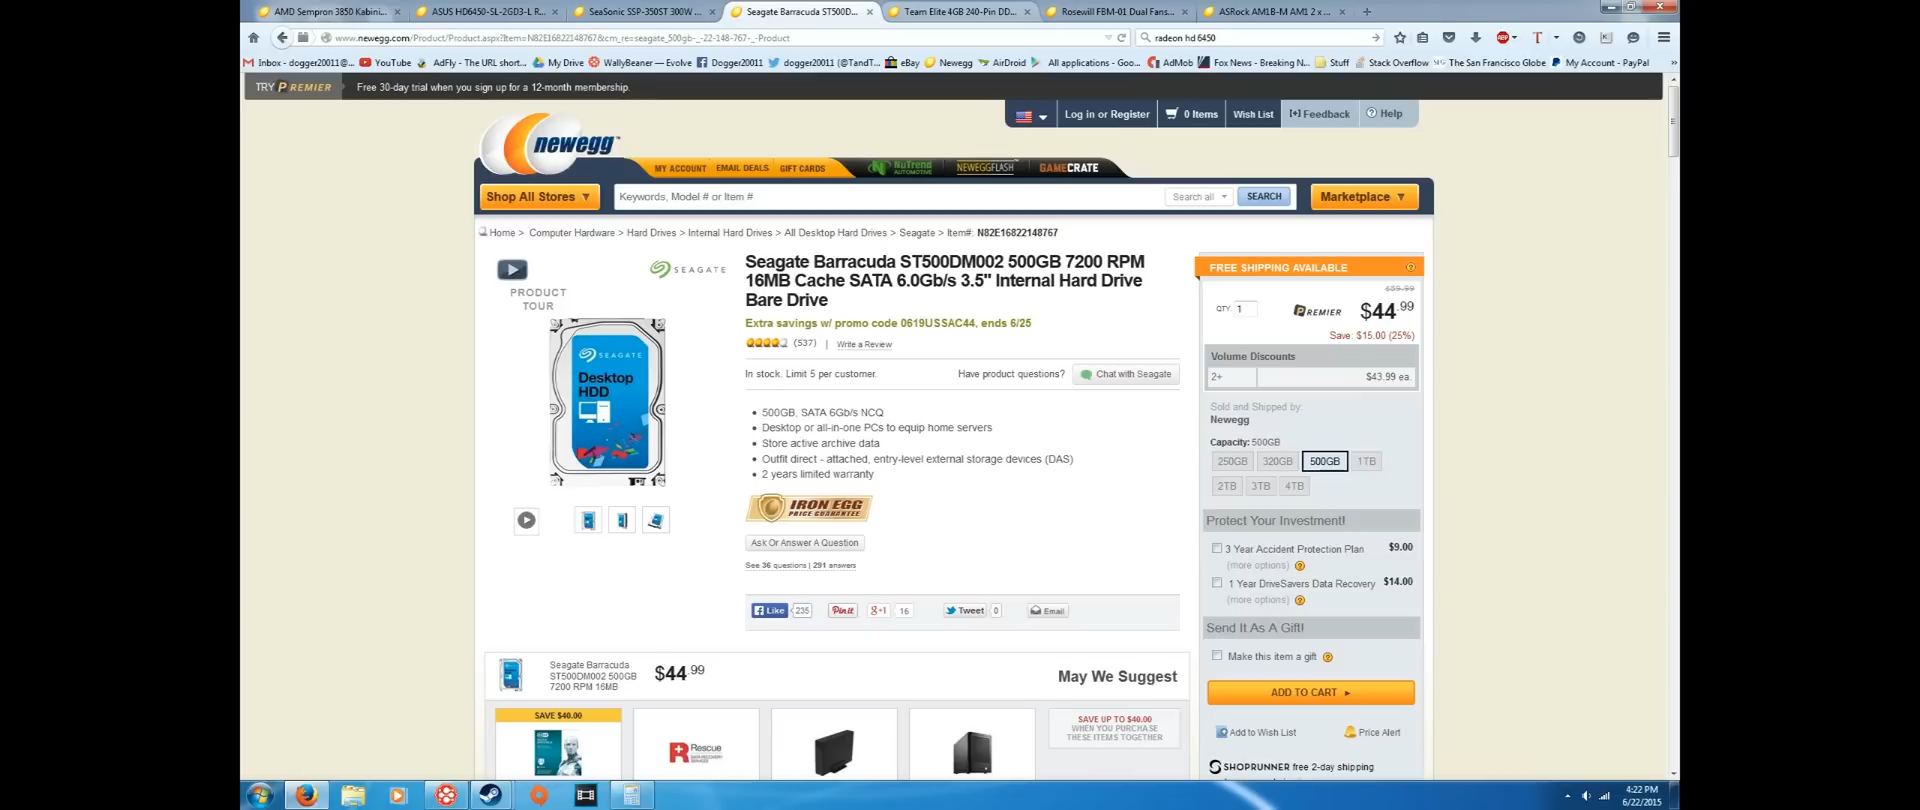 AMD Sempron 3850 Kabini...
ASUS HD6450-SL-2GD3-L R...
SeaSonic SSP-350ST 300W ...
Seagate Barracuda ST500D...
Team Elite 4GB 240-Pin DD...
Rosewill FBM-01 Dual Fans...
ASRock AM1B-M AM1 2 x ...
www.newegg.com/Product/Product.aspx?Item=N82E16822148767&cm_re=seagate_500gb-_-22-148-767-_-Product
radeon hd 6450
Inbox - dogger20011@... YouTube AdFly - The URL short... My Drive WallyBeaner — Evolve Dogger20011 dogger20011 (@TandT... eBay Newegg AirDroid All applications - Goo... AdMob Fox News - Breaking N... Stuff Stack Overflow The San Francisco Globe My Account - PayPal
TRY PREMIER Free 30-day trial when you sign up for a 12-month membership.
Log in or Register 0 Items Wish List [+] Feedback Help
newegg
MY ACCOUNT EMAIL DEALS GIFT CARDS NUTREND AUTOMOTIVE NEWEGGFLASH GAMECRATE
Shop All Stores Keywords, Model # or Item # Search all SEARCH Marketplace
Home > Computer Hardware > Hard Drives > Internal Hard Drives > All Desktop Hard Drives > Seagate > Item#: N82E16822148767
PRODUCT
TOUR
SEAGATE
SEAGATE
Desktop
HDD
Seagate Barracuda ST500DM002 500GB 7200 RPM
16MB Cache SATA 6.0Gb/s 3.5" Internal Hard Drive
Bare Drive
Extra savings w/ promo code 0619USSAC44, ends 6/25
(537) | Write a Review
In stock. Limit 5 per customer. Have product questions? Chat with Seagate
500GB, SATA 6Gb/s NCQ
Desktop or all-in-one PCs to equip home servers
Store active archive data
Outfit direct - attached, entry-level external storage devices (DAS)
2 years limited warranty
IRON EGG
PRICE GUARANTEE
Ask Or Answer A Question
See 36 questions | 291 answers
Like 235 Pin it g+1 16 Tweet 0 Email
FREE SHIPPING AVAILABLE
$59.99
QTY: 1 PREMIER $44.99
Save: $15.00 (25%)
Volume Discounts
2+ $43.99 ea.
Sold and Shipped by:
Newegg
Capacity: 500GB
250GB 320GB 500GB 1TB
2TB 3TB 4TB
Protect Your Investment!
3 Year Accident Protection Plan $9.00
(more options)
1 Year DriveSavers Data Recovery $14.00
(more options)
Send It As A Gift!
Make this item a gift
ADD TO CART
Add to Wish List Price Alert
SHOPRUNNER free 2-day shipping
Seagate Barracuda
ST500DM002 500GB
7200 RPM 16MB
$44.99
May We Suggest
SAVE $40.00
Rescue
SAVE UP TO $40.00
WHEN YOU PURCHASE
THESE ITEMS TOGETHER
4:22 PM
6/22/2015